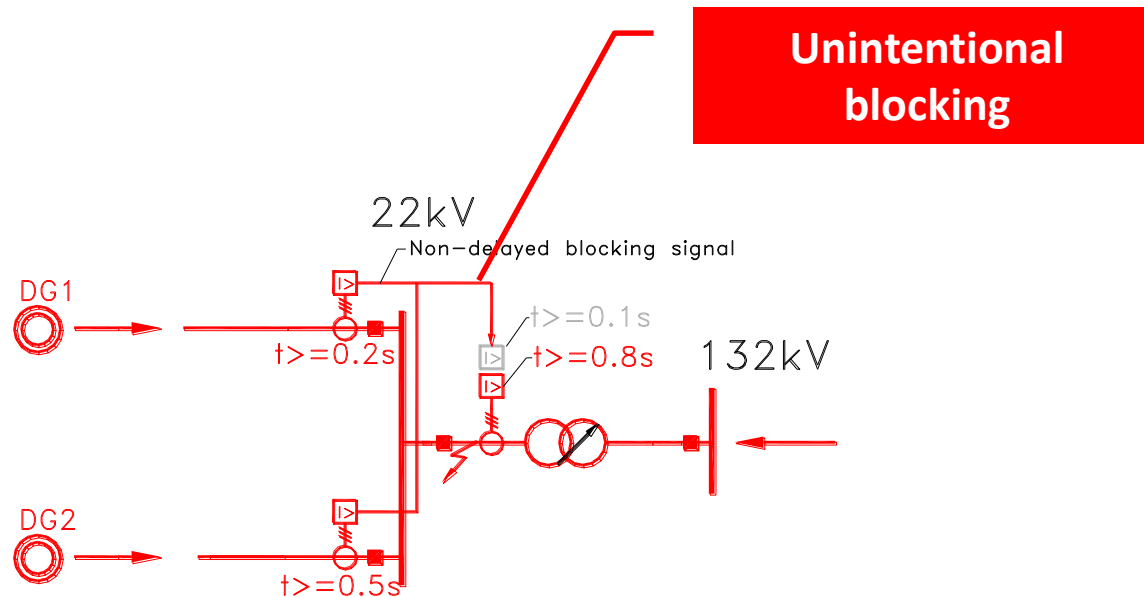 Unintentional
blocking
22kV
Non-delayed blocking signal
DG1
I>
t>=0.2s
t>=0.1s
I>
t>=0.8s
I>
132kV
DG2
I>
t>=0.5s